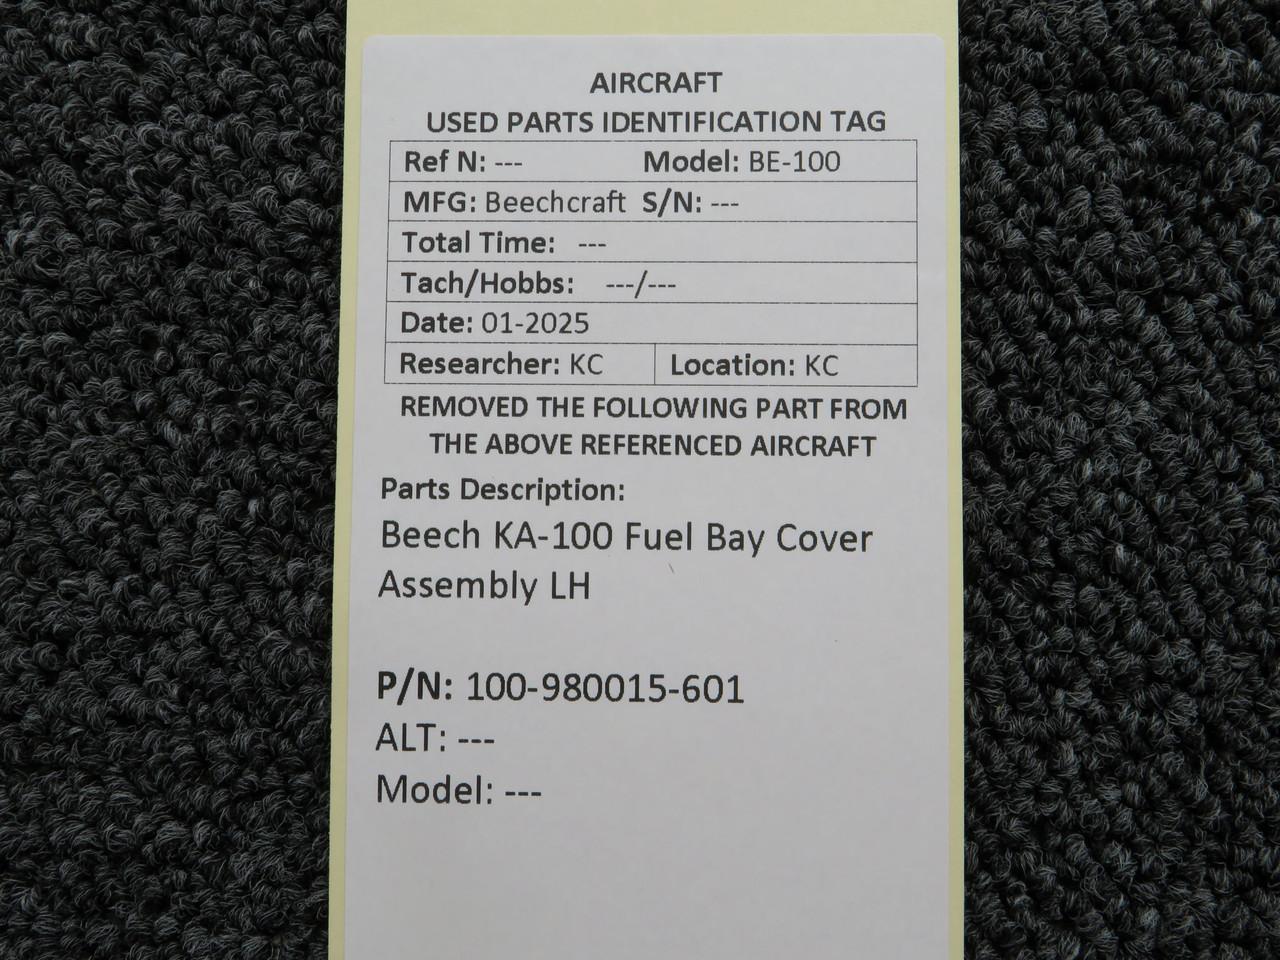 AIRCRAFT
USED PARTS IDENTIFICATION TAG
Ref N: --- Model: BE-100
MFG: Beechcraft S/N: ---
Total Time: ---
Tach/Hobbs: ---/---
Date: 01-2025
Researcher: KC Location: KC
REMOVED THE FOLLOWING PART FROM
THE ABOVE REFERENCED AIRCRAFT
Parts Description:
Beech KA-100 Fuel Bay Cover
Assembly LH
P/N: 100-980015-601
ALT: ---
Model: ---